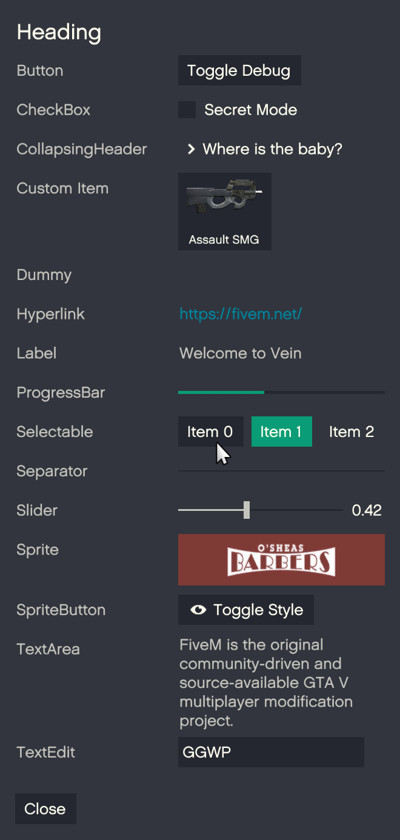 Heading
Button Toggle Debug
CheckBox Secret Mode
CollapsingHeader Where is the baby?
Custom Item
Assault SMG
Dummy
Hyperlink https://fivem.net/
Label Welcome to Vein
ProgressBar
Selectable Item 0 Item 1 Item 2
Separator
Slider 0.42
Sprite O'SHEAS
BARBERS
SpriteButton Toggle Style
TextArea FiveM is the original
community-driven and
source-available GTA V
multiplayer modification
project.
TextEdit GGWP
Close